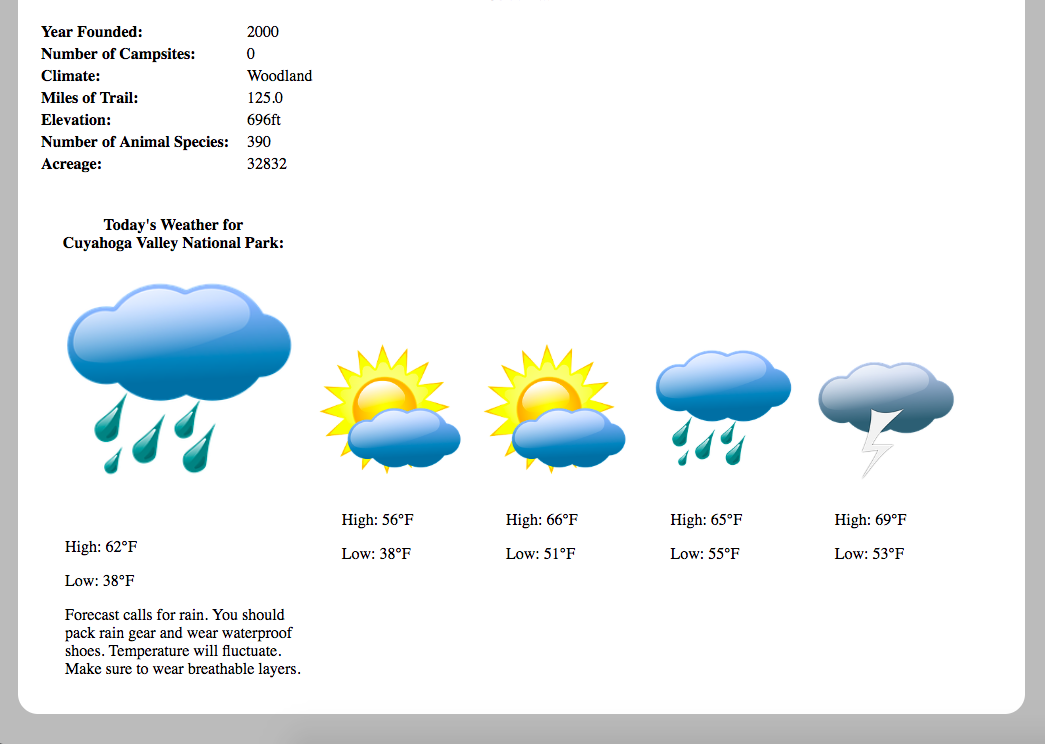 Year Founded: 2000
Number of Campsites: 0
Climate: Woodland
Miles of Trail: 125.0
Elevation: 696ft
Number of Animal Species: 390
Acreage: 32832
Today's Weather for
Cuyahoga Valley National Park:
High: 62°F
Low: 38°F
Forecast calls for rain. You should
pack rain gear and wear waterproof
shoes. Temperature will fluctuate.
Make sure to wear breathable layers.
High: 56°F
Low: 38°F
High: 66°F
Low: 51°F
High: 65°F
Low: 55°F
High: 69°F
Low: 53°F